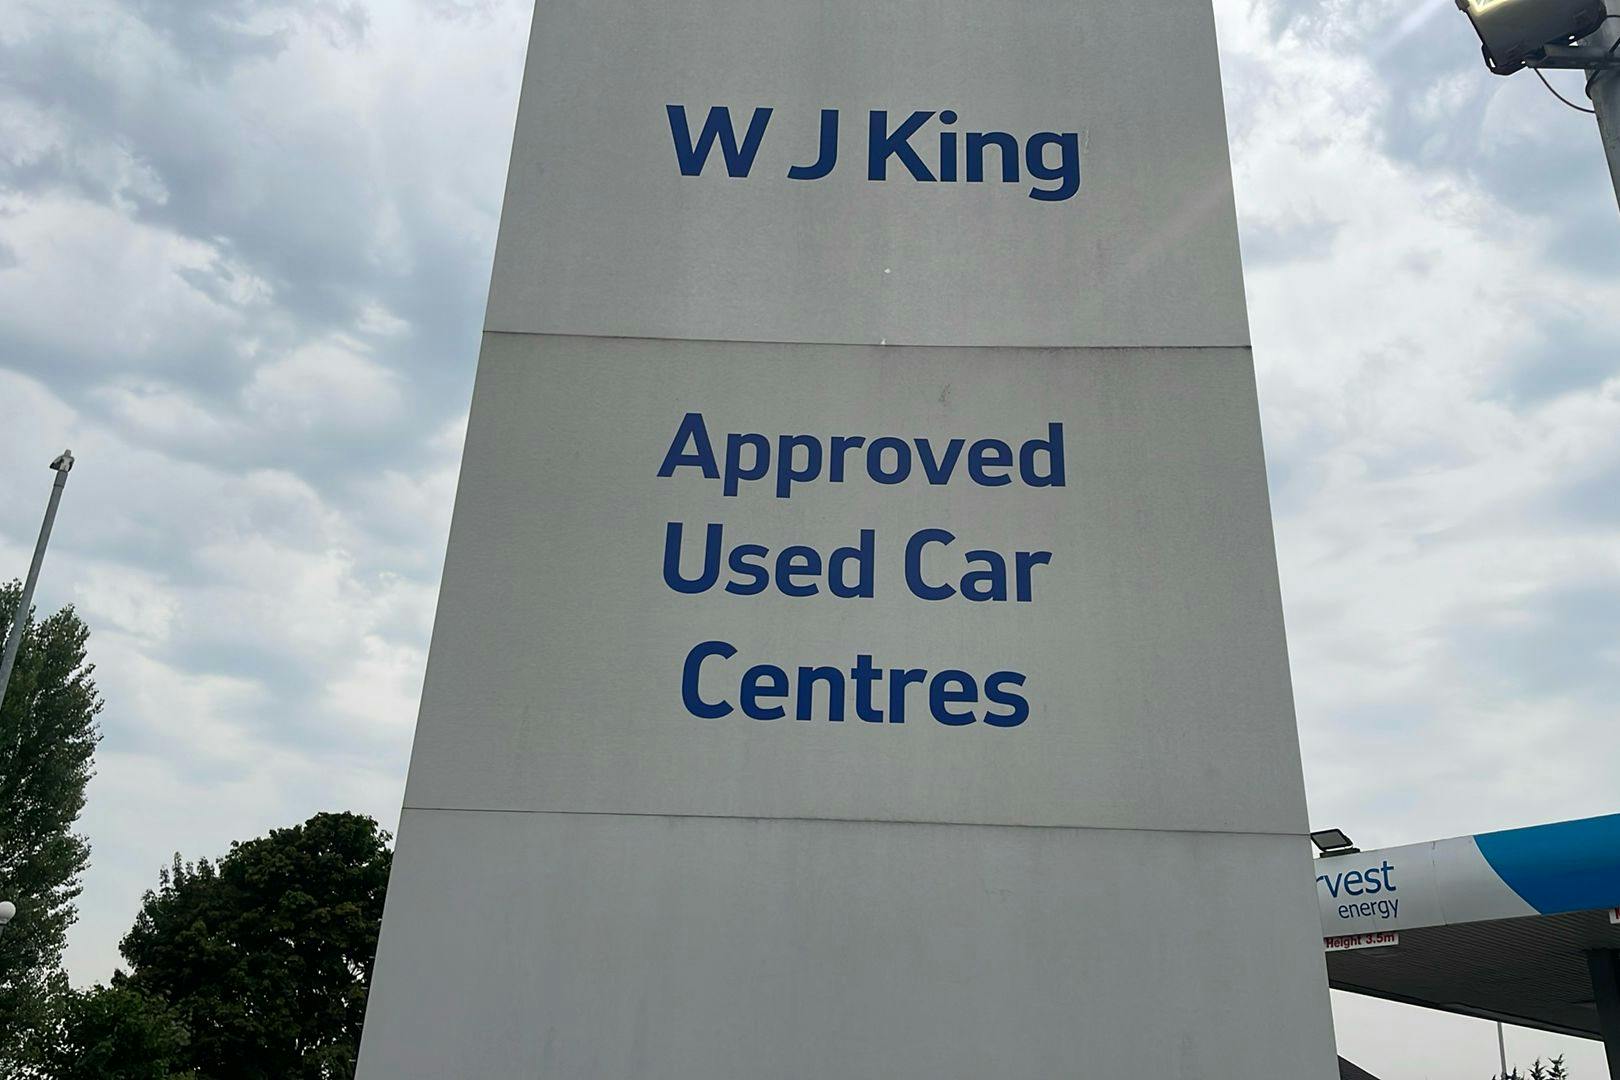 W J King
Approved
Used Car
Centres
rvest
energy
Height 3.5m